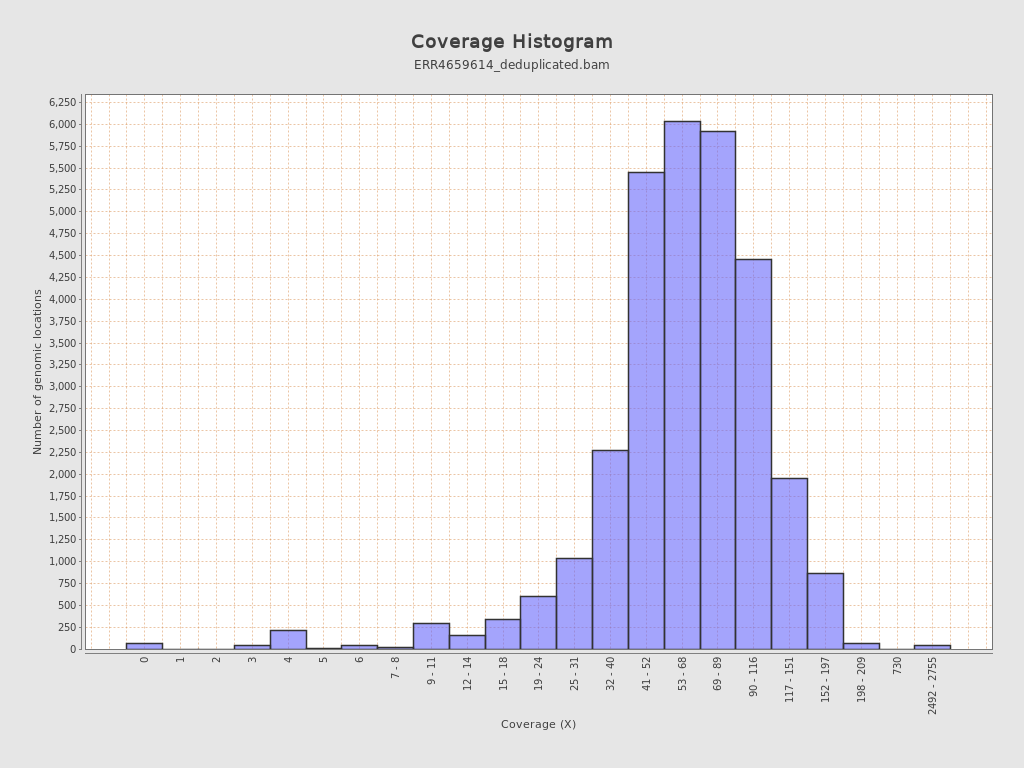 Coverage Histogram
ERR4659614_deduplicated.bam
6,250
6,000
5,750
5,500
5,250
5,000
4,750
4,500
4,250
4,000
3,750
3,500
3,250
3,000
2,750
2,500
2,250
2,000
1,750
1,500
1,250
1,000
750
500
250
0
Number of genomic locations
0
1
2
3
4
5
6
7 - 8
9 - 11
12 - 14
15 - 18
19 - 24
25 - 31
32 - 40
41 - 52
53 - 68
69 - 89
90 - 116
117 - 151
152 - 197
198 - 209
730
2492 - 2755
Coverage (X)